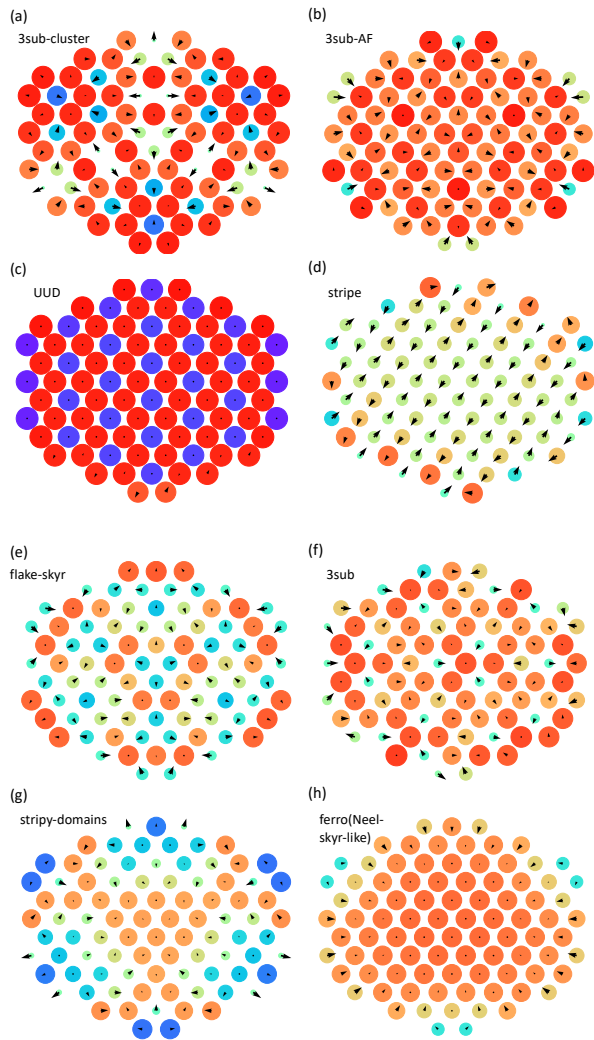 (a)
3sub-cluster
(b)
3sub-AF
(c)
UUD
(d)
stripe
(e)
flake-skyr
(f)
3sub
(g)
stripy-domains
(h)
ferro(Neel-
skyr-like)